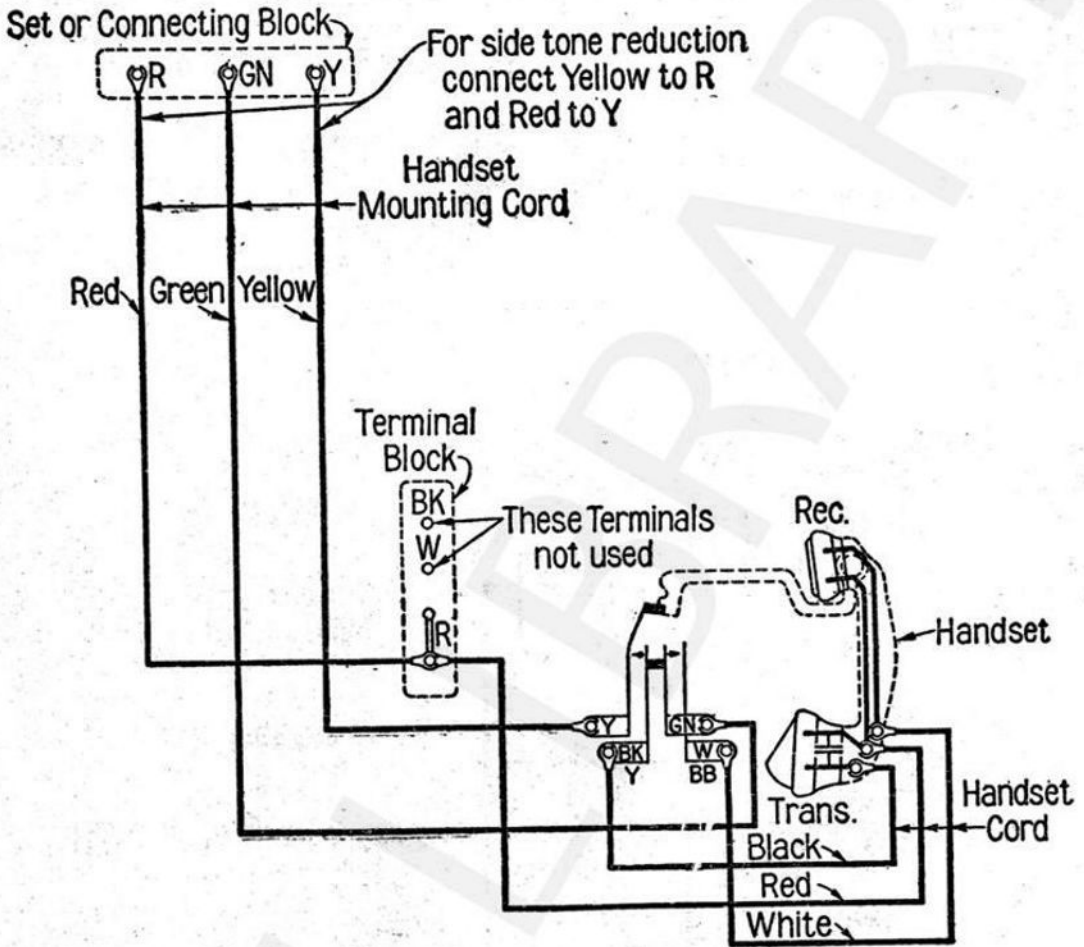 Set or Connecting Block
R
GN
Y
For side tone reduction
connect Yellow to R
and Red to Y
Handset
Mounting Cord
Red
Green
Yellow
Terminal
Block
BK
W
These Terminals
not used
R
Rec.
Handset
Y
GN
BK
W
Y
BB
Trans.
Handset
Cord
Black
Red
White
LIBRARY